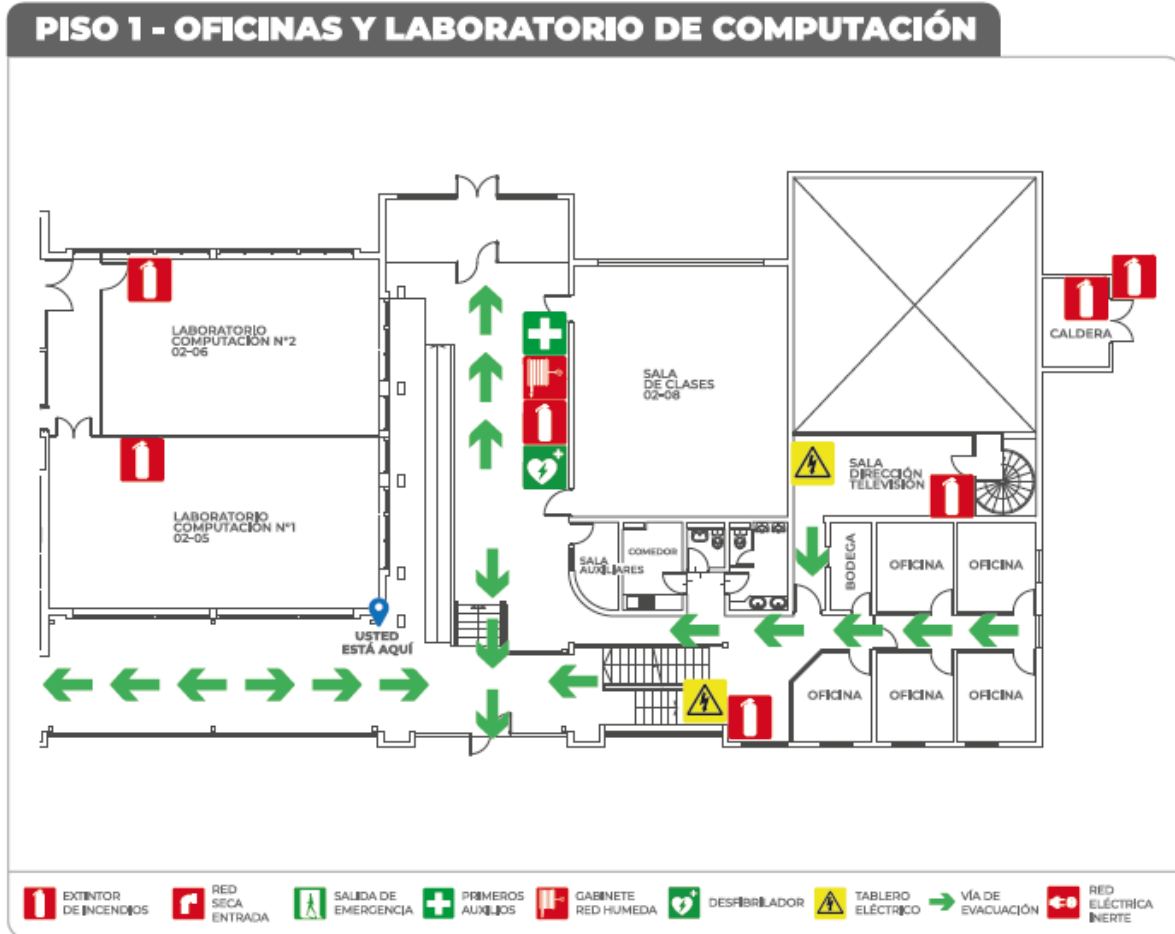 PISO 1 - OFICINAS Y LABORATORIO DE COMPUTACIÓN
LABORATORIO
COMPUTACIÓN N°2
02-06
LABORATORIO
COMPUTACIÓN N°1
02-05
SALA
DE CLASES
02-08
CALDERA
SALA
DIRECCIÓN
TELEVISIÓN
SALA
AUXILIARES
COMEDOR
BODEGA
OFICINA
OFICINA
USTED
ESTÁ AQUÍ
OFICINA
OFICINA
OFICINA
EXTINTOR
DE INCENDIOS
RED
SECA
ENTRADA
SALIDA DE
EMERGENCIA
PRIMEROS
AUXILIOS
GABINETE
RED HUMEDA
DESFIBRILADOR
TABLERO
ELÉCTRICO
VÍA DE
EVACUACIÓN
RED
ELÉCTRICA
INERTE